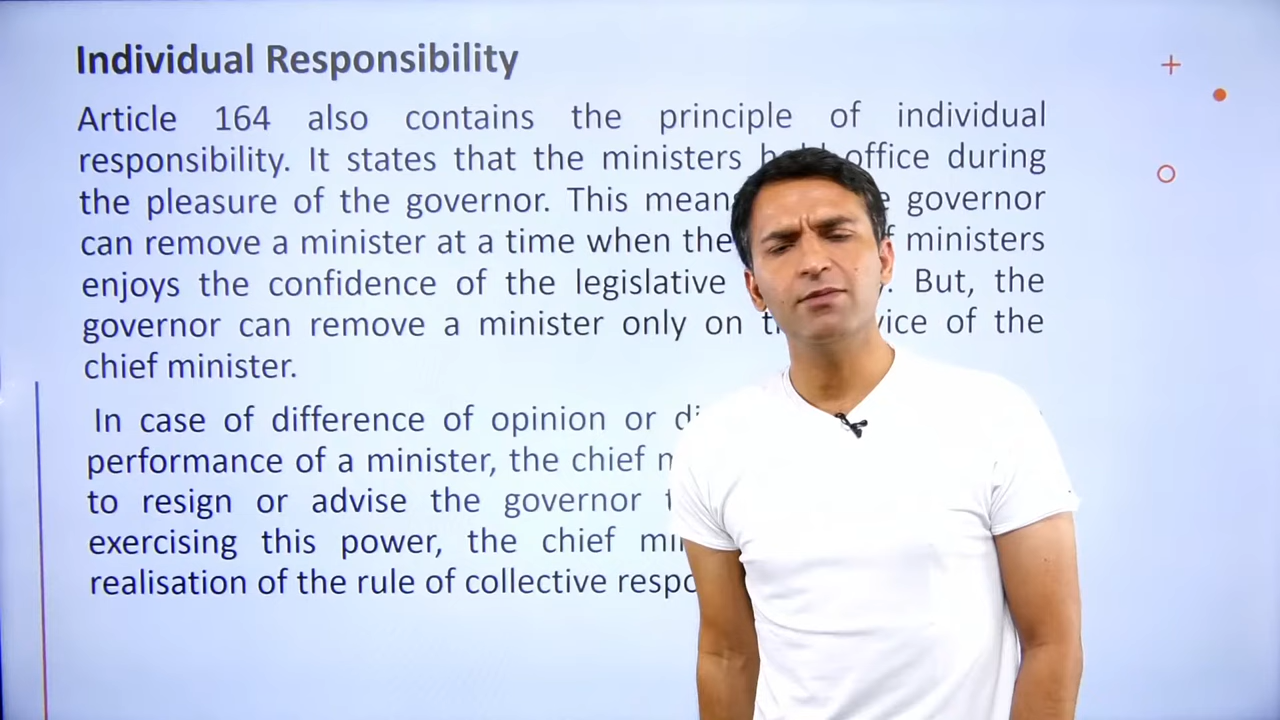 Individual Responsibility
Article 164 also contains the principle of individual
responsibility. It states that the ministers office during
the pleasure of the governor. This governor
can remove a minister at a time when the ministers
enjoys the confidence of the legislative But, the
governor can remove a minister only on of the
chief minister.
In case of difference of opinion or
performance of a minister, the chief
to resign or advise the governor
exercising this power, the chief
realisation of the rule of collective